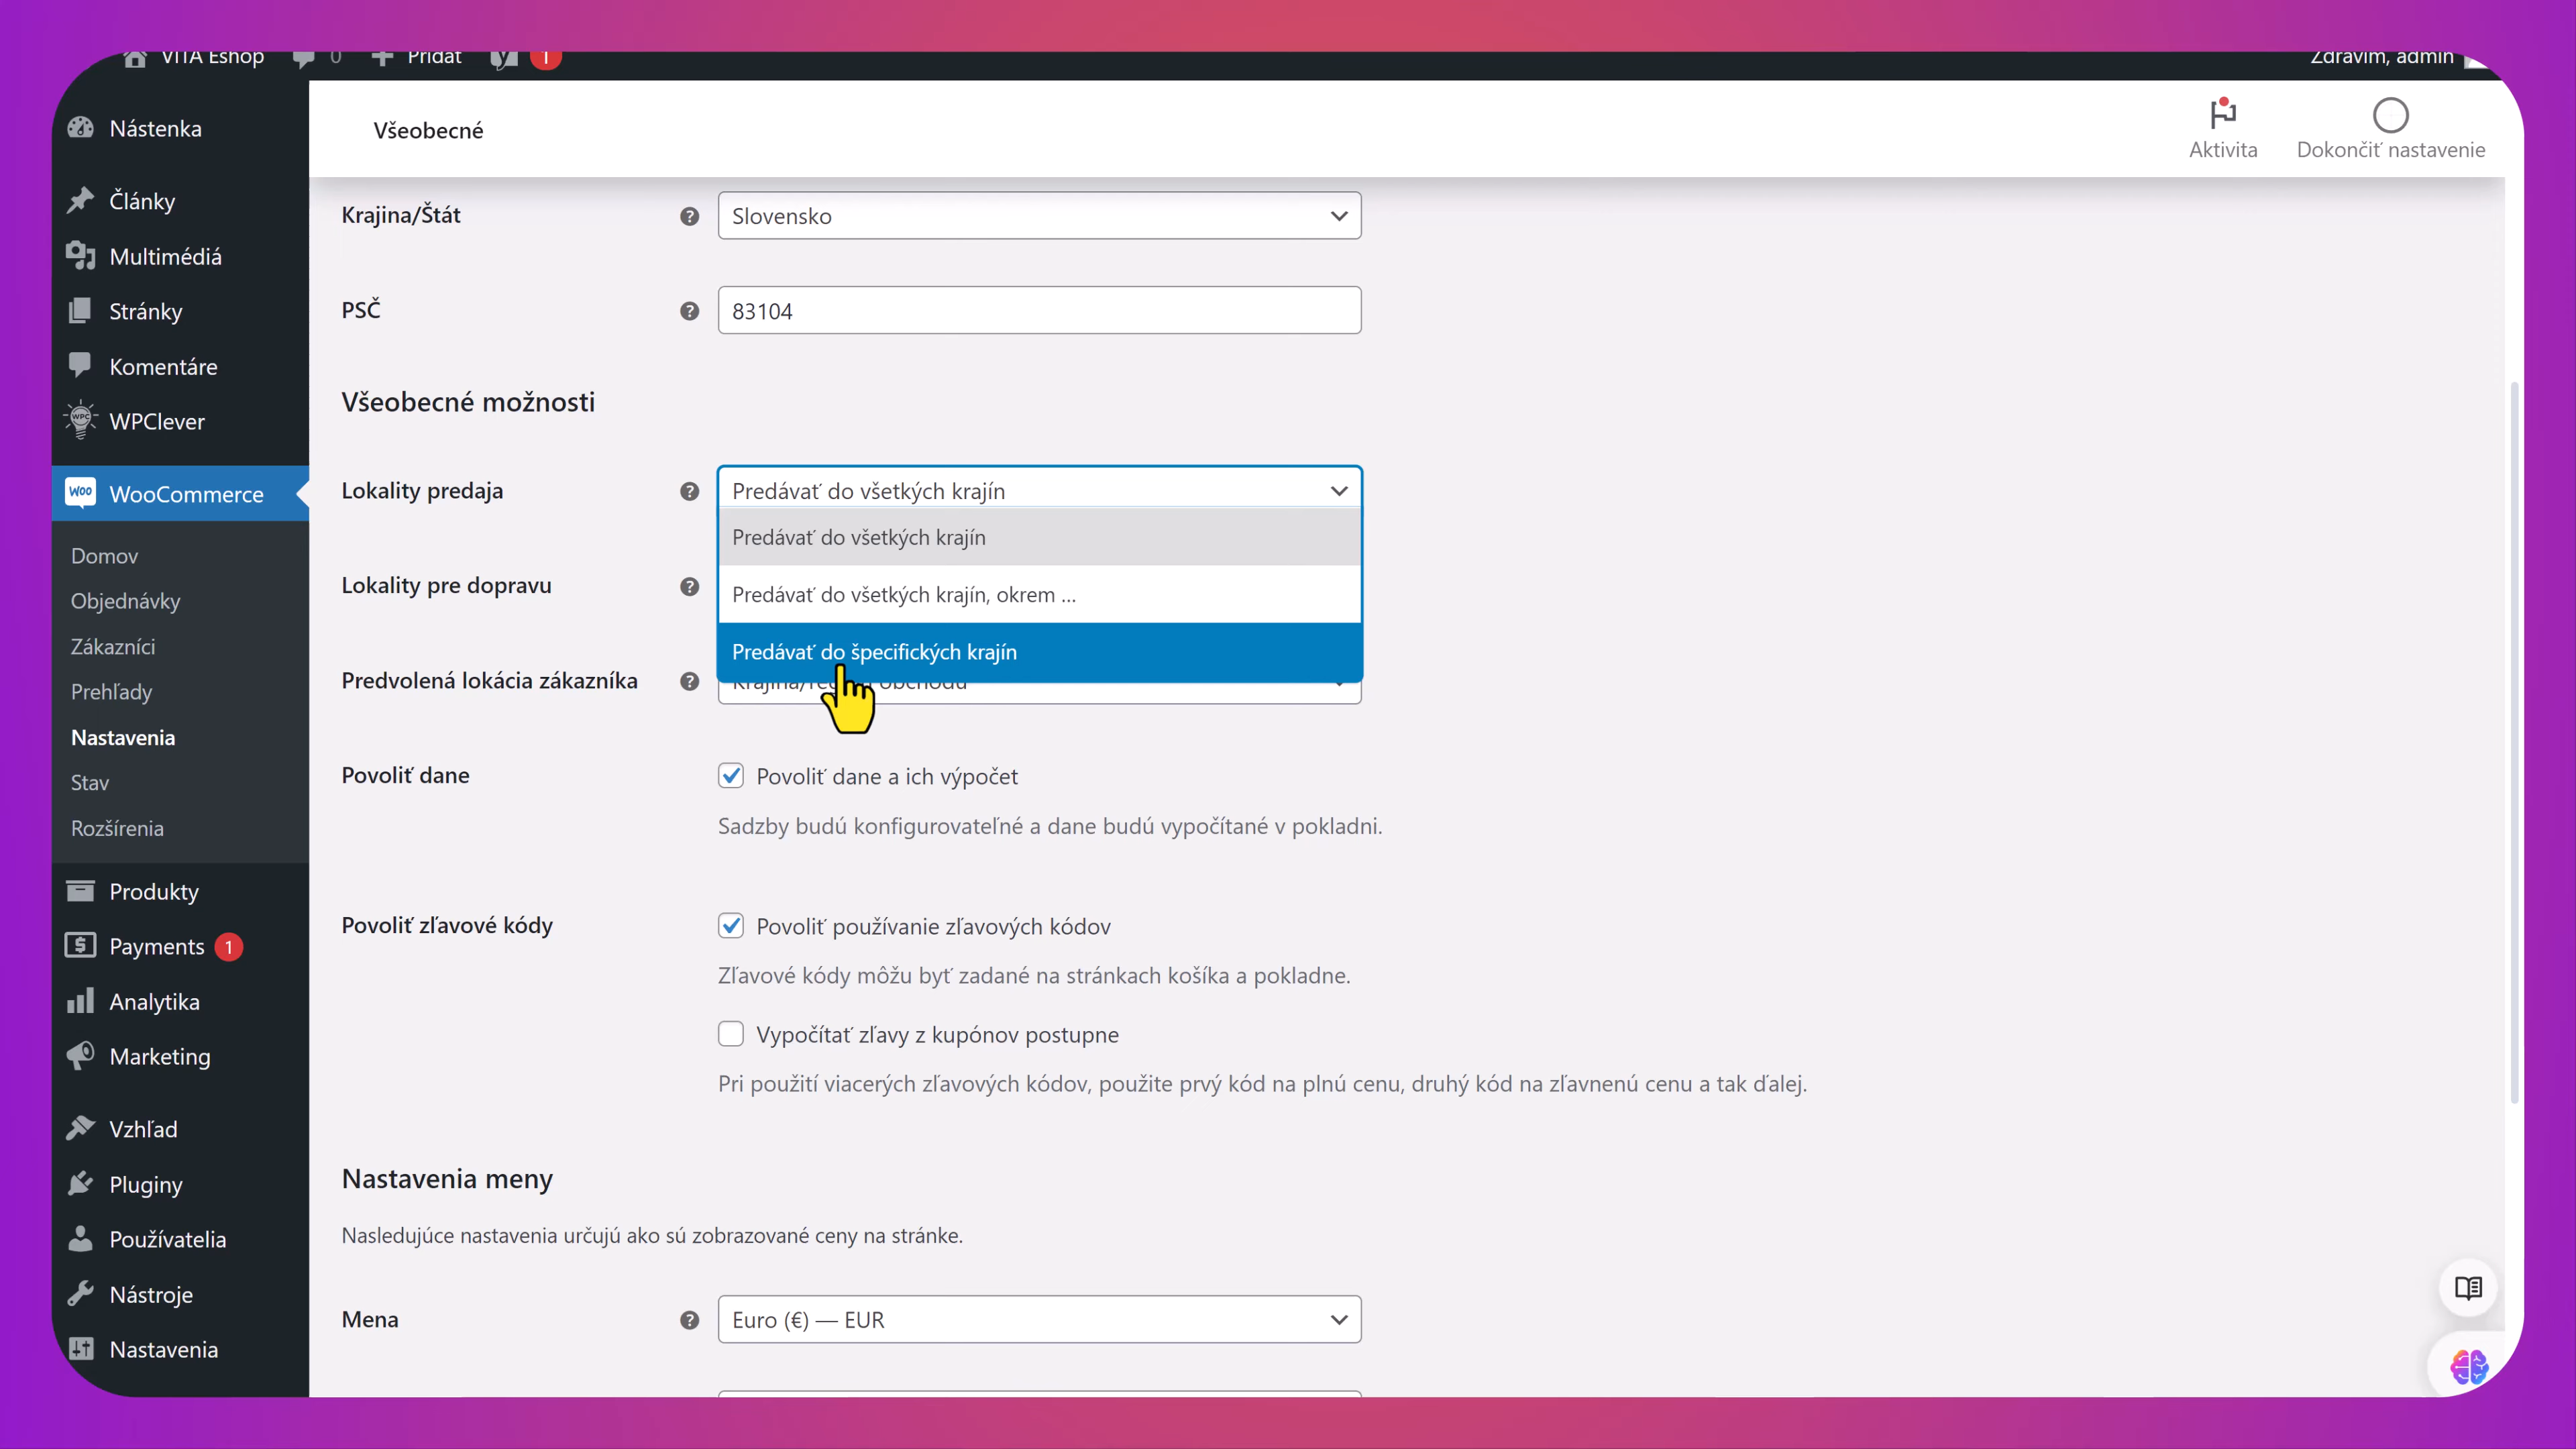 VITA Eshop
0
Pridať
1
Zdravím, admin
Nástenka
Články
Multimédiá
Stránky
Komentáre
WPC
WPClever
Woo
WooCommerce
Domov
Objednávky
Zákazníci
Prehľady
Nastavenia
Stav
Rozšírenia
Produkty
Payments 1
Analytika
Marketing
Vzhľad
Pluginy
Používatelia
Nástroje
Nastavenia
Všeobecné
Aktivita
Dokončiť nastavenie
Krajina/Štát
Slovensko
PSČ
83104
Všeobecné možnosti
Lokality predaja
Predávať do všetkých krajín
Predávať do všetkých krajín
Predávať do všetkých krajín, okrem ...
Predávať do špecifických krajín
Lokality pre dopravu
Predvolená lokácia zákazníka
Krajina/ obchodu
Povoliť dane
Povoliť dane a ich výpočet
Sadzby budú konfigurovateľné a dane budú vypočítané v pokladni.
Povoliť zľavové kódy
Povoliť používanie zľavových kódov
Zľavové kódy môžu byť zadané na stránkach košíka a pokladne.
Vypočítať zľavy z kupónov postupne
Pri použití viacerých zľavových kódov, použite prvý kód na plnú cenu, druhý kód na zľavnenú cenu a tak ďalej.
Nastavenia meny
Nasledujúce nastavenia určujú ako sú zobrazované ceny na stránke.
Mena
Euro (€) — EUR